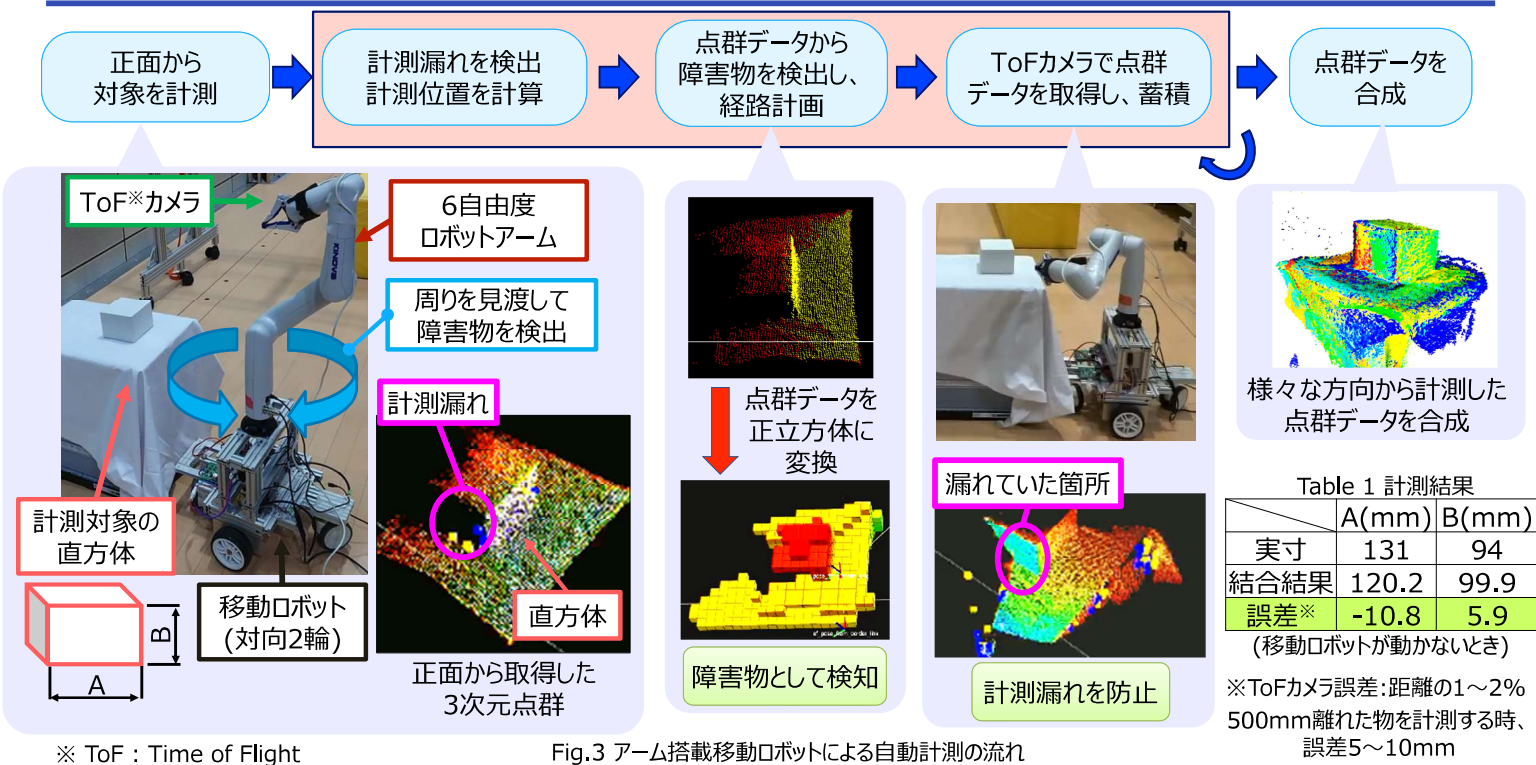 正面から
対象を計測
計測漏れを検出
計測位置を計算
点群データから
障害物を検出し、
経路計画
ToFカメラで点群
データを取得し、蓄積
点群データを
合成
ToF※カメラ
6自由度
ロボットアーム
KINOVA
周りを見渡して
障害物を検出
計測漏れ
計測対象の
直方体
移動ロボット
(対向2輪)
直方体
A
B
正面から取得した
3次元点群
点群データを
正立方体に
変換
障害物として検知
漏れていた箇所
計測漏れを防止
様々な方向から計測した
点群データを合成
Table 1 計測結果
A(mm) B(mm)
実寸 131 94
結合結果 120.2 99.9
誤差※ -10.8 5.9
(移動ロボットが動かないとき)
※ToFカメラ誤差:距離の1～2%
500mm離れた物を計測する時、
誤差5～10mm
※ ToF : Time of Flight
Fig.3 アーム搭載移動ロボットによる自動計測の流れ